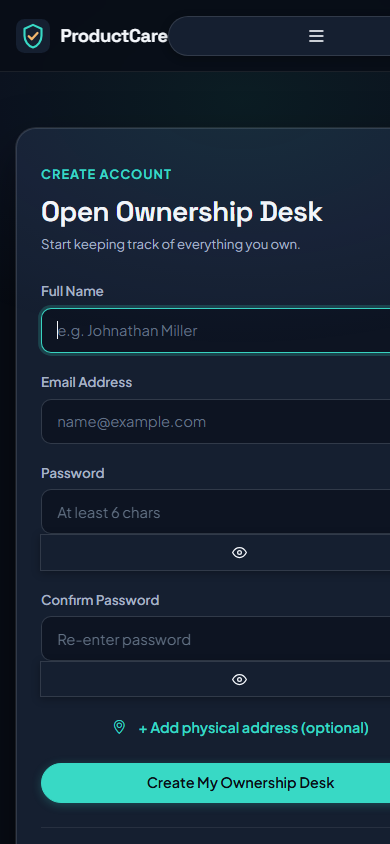 ProductCare
CREATE ACCOUNT
Open Ownership Desk
Start keeping track of everything you own.
Full Name
e.g. Johnathan Miller
Email Address
name@example.com
Password
At least 6 chars
Confirm Password
Re-enter password
+ Add physical address (optional)
Create My Ownership Desk